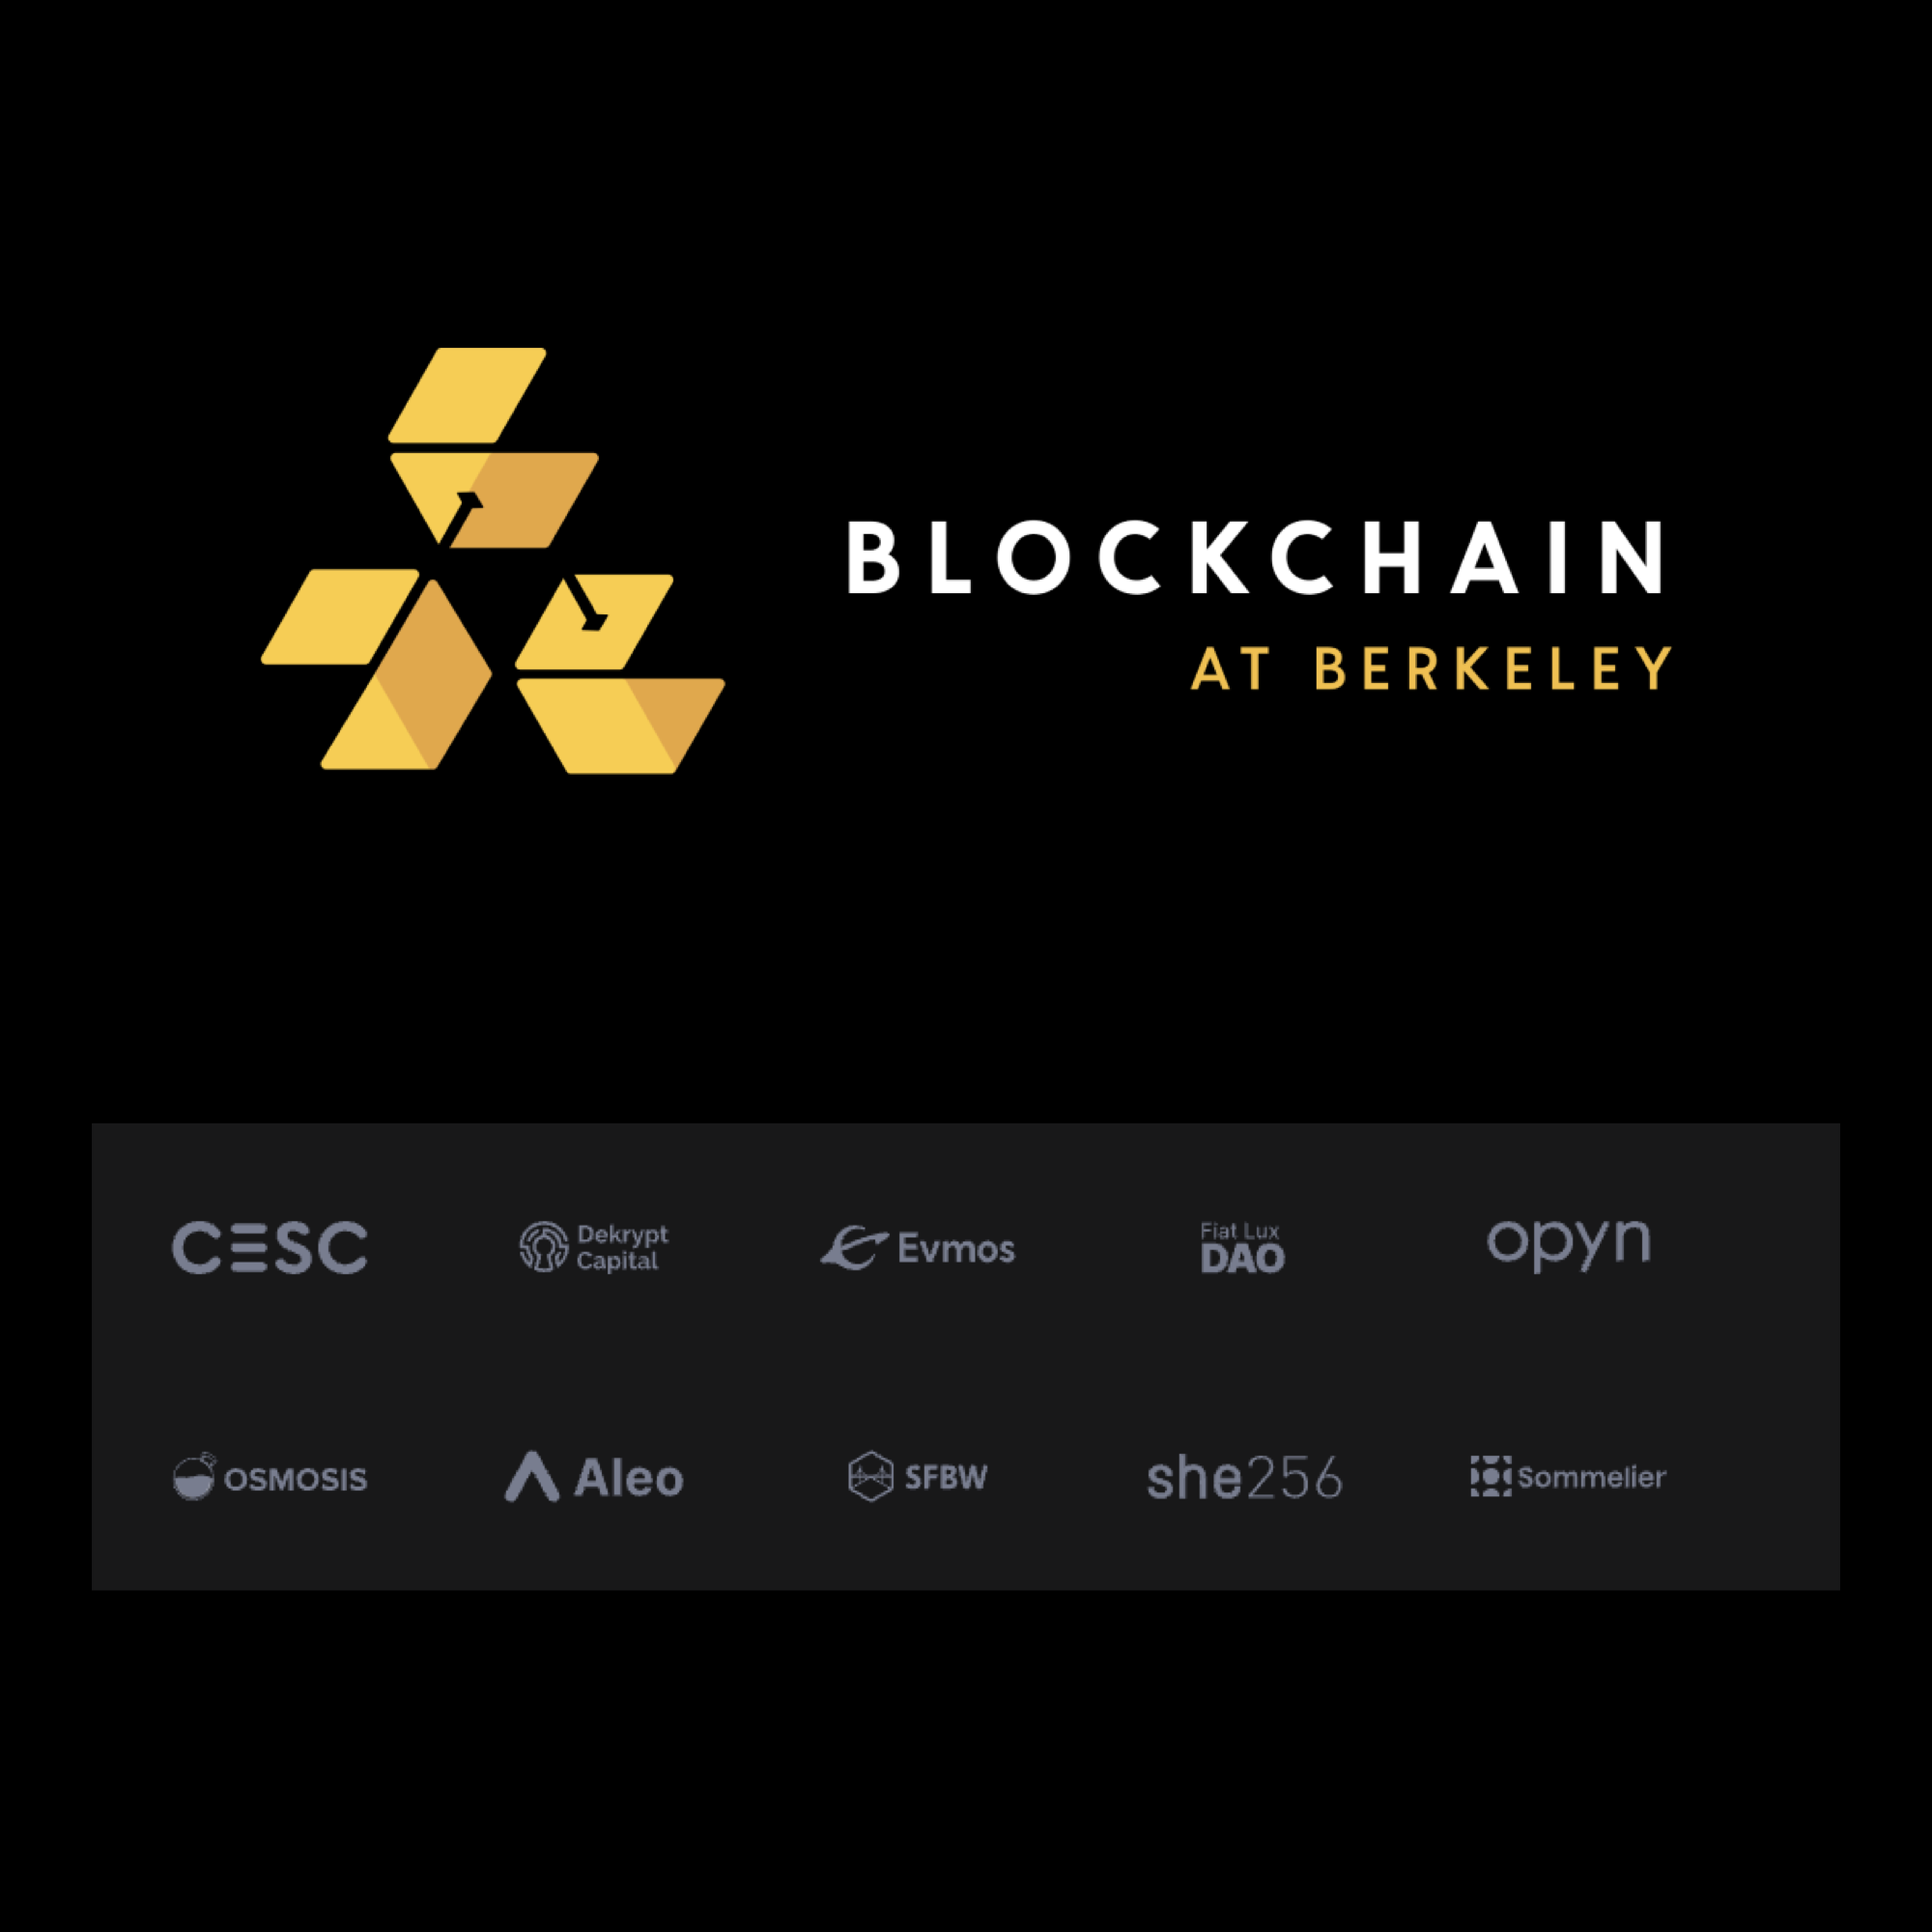 BLOCKCHAIN
AT BERKELEY
CESC
Dekrypt
Capital
Evmos
Fiat Lux
DAO
opyn
OSMOSIS
Aleo
SFBW
she256
Sommelier